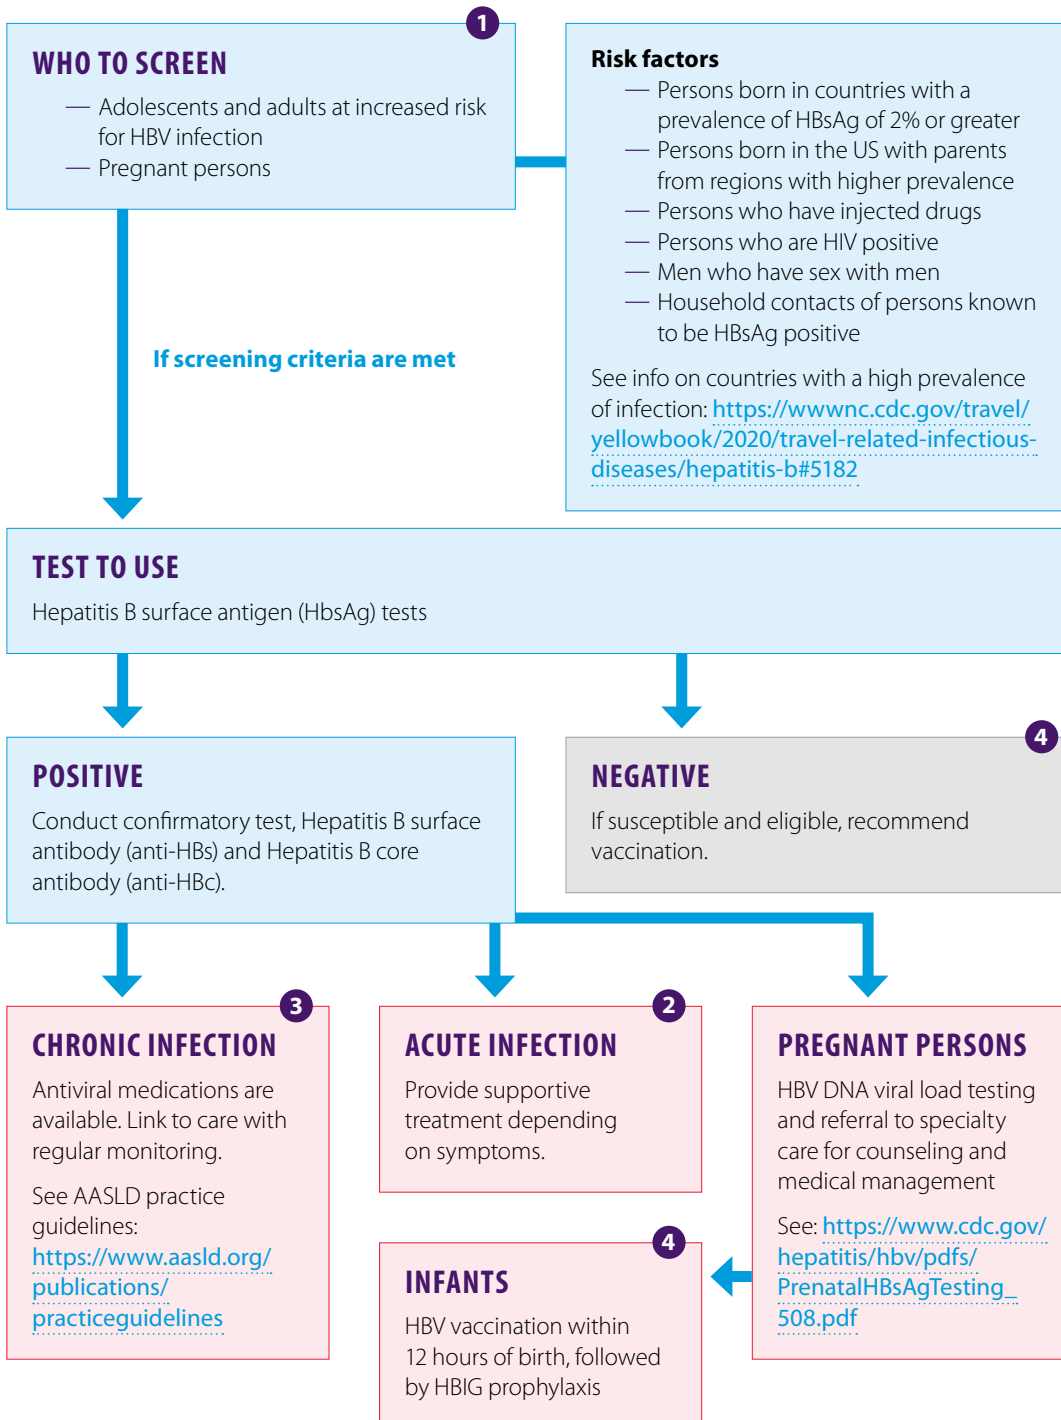 1
WHO TO SCREEN
— Adolescents and adults at increased risk
for HBV infection
— Pregnant persons
Risk factors
— Persons born in countries with a
prevalence of HBsAg of 2% or greater
— Persons born in the US with parents
from regions with higher prevalence
— Persons who have injected drugs
— Persons who are HIV positive
— Men who have sex with men
— Household contacts of persons known
to be HBsAg positive
See info on countries with a high prevalence
of infection: https://wwwnc.cdc.gov/travel/
yellowbook/2020/travel-related-infectious-
diseases/hepatitis-b#5182
If screening criteria are met
TEST TO USE
Hepatitis B surface antigen (HbsAg) tests
POSITIVE
Conduct confirmatory test, Hepatitis B surface
antibody (anti-HBs) and Hepatitis B core
antibody (anti-HBc).
4
NEGATIVE
If susceptible and eligible, recommend
vaccination.
3
CHRONIC INFECTION
Antiviral medications are
available. Link to care with
regular monitoring.
See AASLD practice
guidelines:
https://www.aasld.org/
publications/
practiceguidelines
2
ACUTE INFECTION
Provide supportive
treatment depending
on symptoms.
PREGNANT PERSONS
HBV DNA viral load testing
and referral to specialty
care for counseling and
medical management
See: https://www.cdc.gov/
hepatitis/hbv/pdfs/
PrenatalHBsAgTesting_
508.pdf
4
INFANTS
HBV vaccination within
12 hours of birth, followed
by HBIG prophylaxis